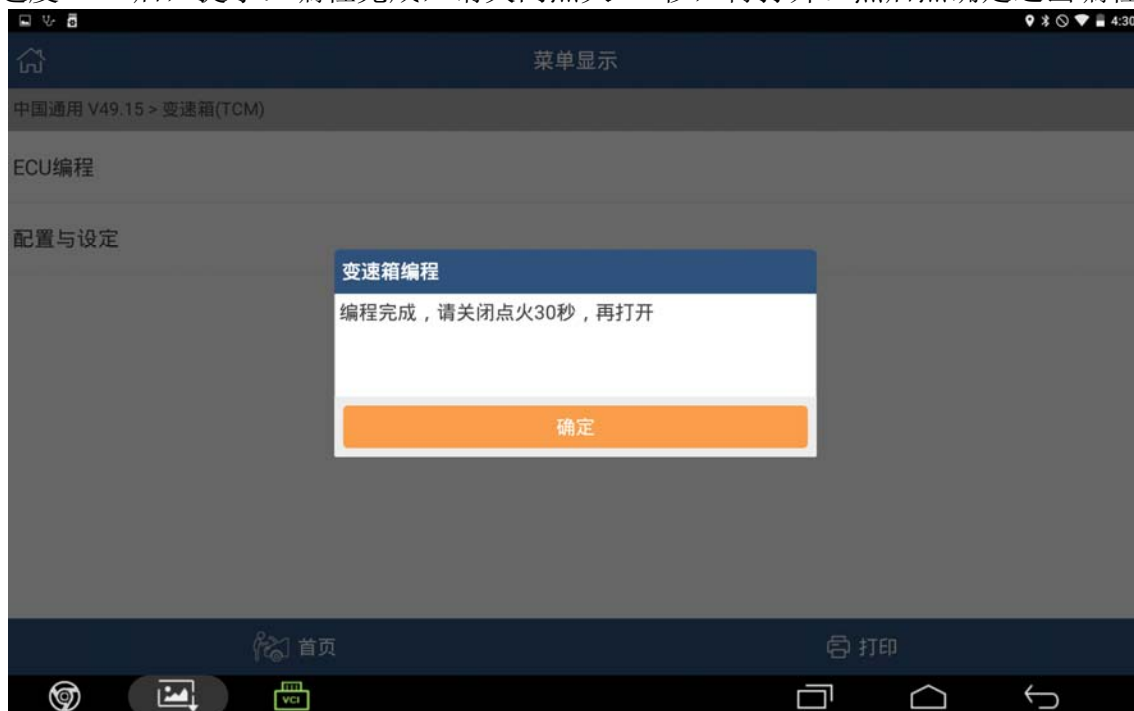 4:30
菜单显示
中国通用 V49.15 > 变速箱(TCM)
ECU编程
配置与设定
变速箱编程
编程完成，请关闭点火30秒，再打开
确定
首页
打印
VCI